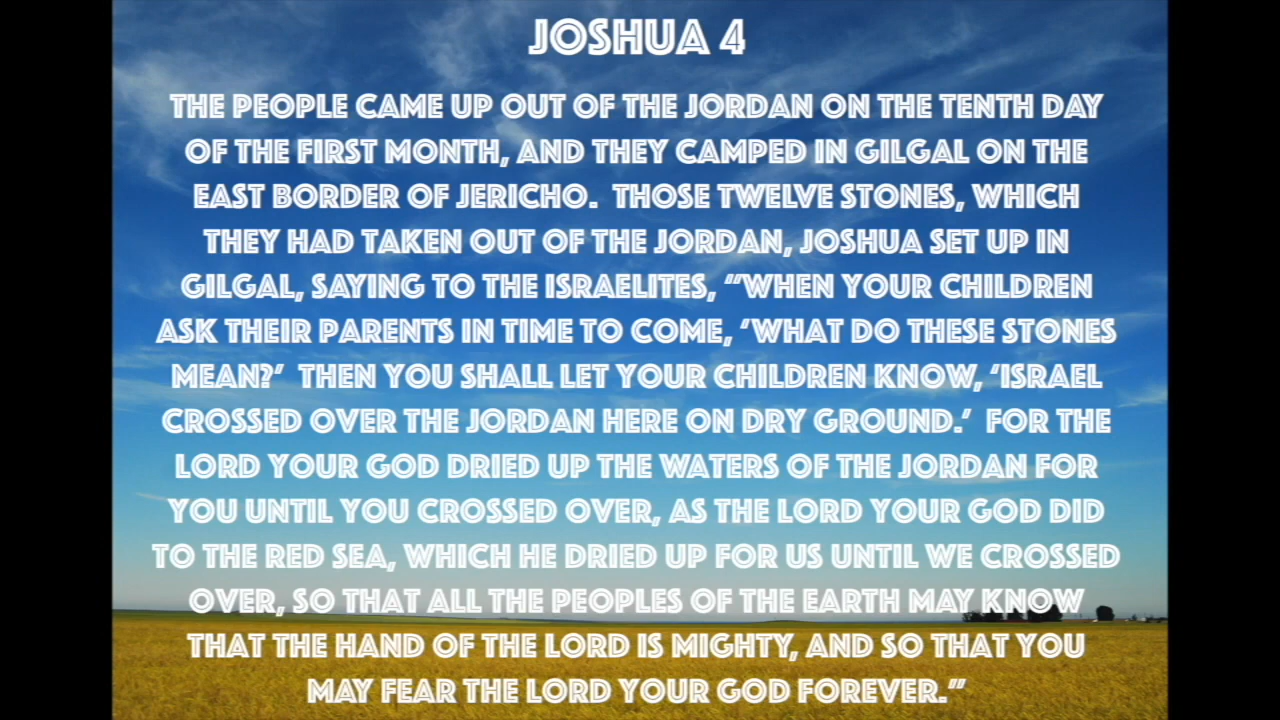 JOSHUA 4
THE PEOPLE CAME UP OUT OF THE JORDAN ON THE TENTH DAY
OF THE FIRST MONTH, AND THEY CAMPED IN GILGAL ON THE
EAST BORDER OF JERICHO. THOSE TWELVE STONES, WHICH
THEY HAD TAKEN OUT OF THE JORDAN, JOSHUA SET UP IN
GILGAL, SAYING TO THE ISRAELITES, “WHEN YOUR CHILDREN
ASK THEIR PARENTS IN TIME TO COME, ‘WHAT DO THESE STONES
MEAN?’ THEN YOU SHALL LET YOUR CHILDREN KNOW, ‘ISRAEL
CROSSED OVER THE JORDAN HERE ON DRY GROUND.’ FOR THE
LORD YOUR GOD DRIED UP THE WATERS OF THE JORDAN FOR
YOU UNTIL YOU CROSSED OVER, AS THE LORD YOUR GOD DID
TO THE RED SEA, WHICH HE DRIED UP FOR US UNTIL WE CROSSED
OVER, SO THAT ALL THE PEOPLES OF THE EARTH MAY KNOW
THAT THE HAND OF THE LORD IS MIGHTY, AND SO THAT YOU
MAY FEAR THE LORD YOUR GOD FOREVER.”